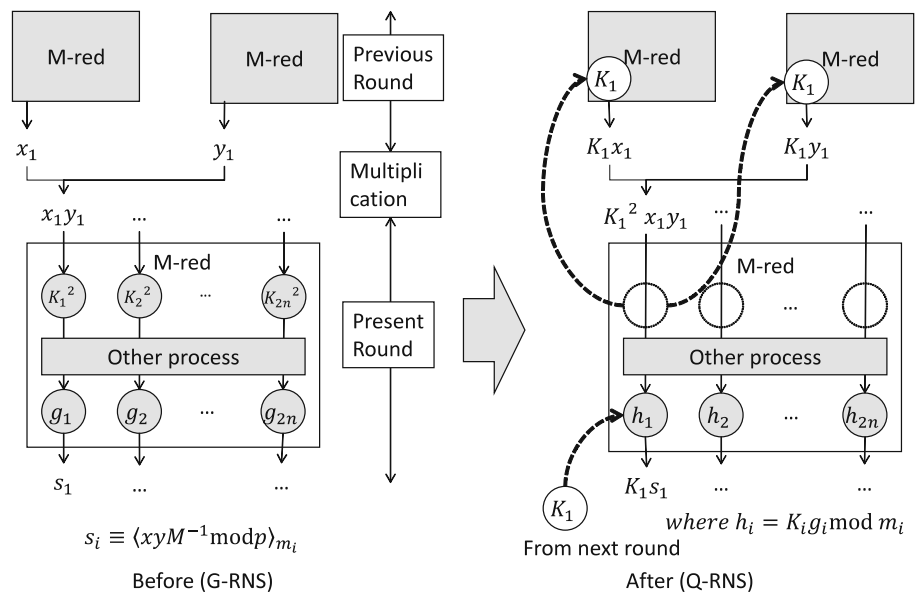 M-red
M-red
x₁
y₁
x₁y₁
...
...
M-red
K₁²
K₂²
...
K₂ₙ²
Other process
g₁
g₂
...
g₂ₙ
s₁
...
...
sᵢ ≡ ⟨xyM⁻¹modp⟩ₘᵢ
Before (G-RNS)
Previous
Round
Multipli
cation
Present
Round
M-red
M-red
K₁
K₁
K₁x₁
K₁y₁
K₁² x₁y₁
...
...
M-red
...
Other process
h₁
h₂
...
h₂ₙ
K₁s₁
...
...
K₁
where hᵢ = Kᵢgᵢmod mᵢ
From next round
After (Q-RNS)